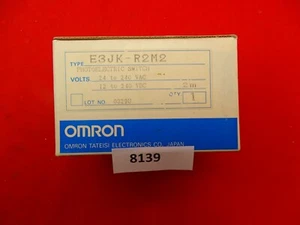 TYPE E3JK-R2M2
PHOTOELECTRIC SWITCH
VOLTS 24 to 240 VAC
12 to 240 VDC
QTY. 1
LOT NO.
OMRON
OMRON TATEISI ELECTRONICS CO. JAPAN
8139